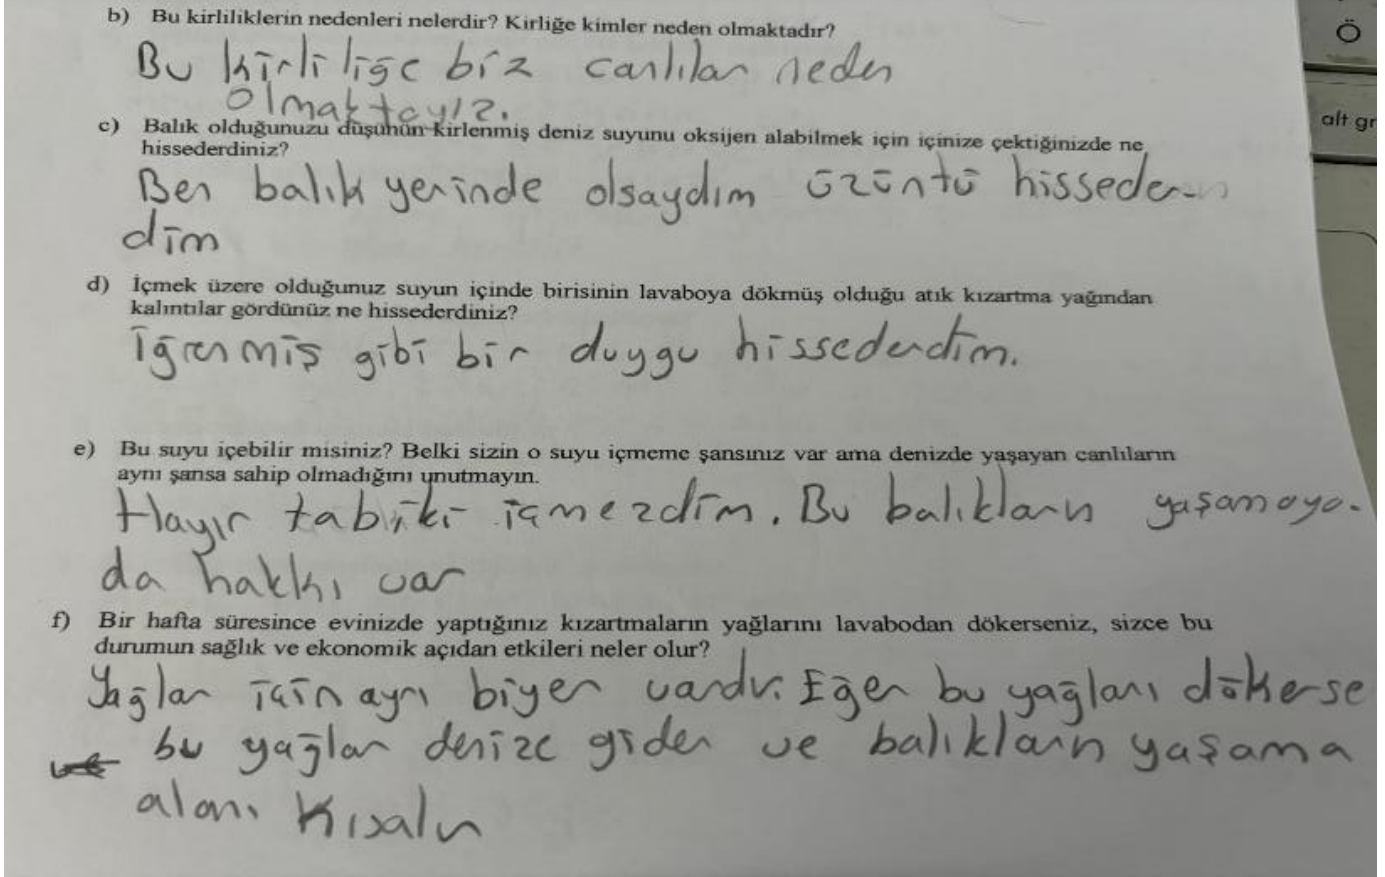 b) Bu kirliliklerin nedenleri nelerdir? Kirliğe kimler neden olmaktadır?
Bu kirliliğe biz canlılar neden
olmaktayız.
c) Balık olduğunuzu düşünün kirlenmiş deniz suyunu oksijen alabilmek için içinize çektiğinizde ne
hissederdiniz?
Ben balık yerinde olsaydım üzüntü hisseder-
dim
d) İçmek üzere olduğunuz suyun içinde birisinin lavaboya dökmüş olduğu atık kızartma yağından
kalıntılar gördünüz ne hissederdiniz?
İğrenmiş gibi bir duygu hissederdim.
e) Bu suyu içebilir misiniz? Belki sizin o suyu içmeme şansınız var ama denizde yaşayan canlıların
aynı şansa sahip olmadığını unutmayın.
Hayır tabiki içmezdim. Bu balıkların yaşamaya
da hakkı var
f) Bir hafta süresince evinizde yaptığınız kızartmaların yağlarını lavabodan dökerseniz, sizce bu
durumun sağlık ve ekonomik açıdan etkileri neler olur?
Yağlar için ayrı biyer vardır. Eğer bu yağları dökerse
bu yağlar denize gider ve balıkların yaşama
alanı kısalır
Ö
alt gr